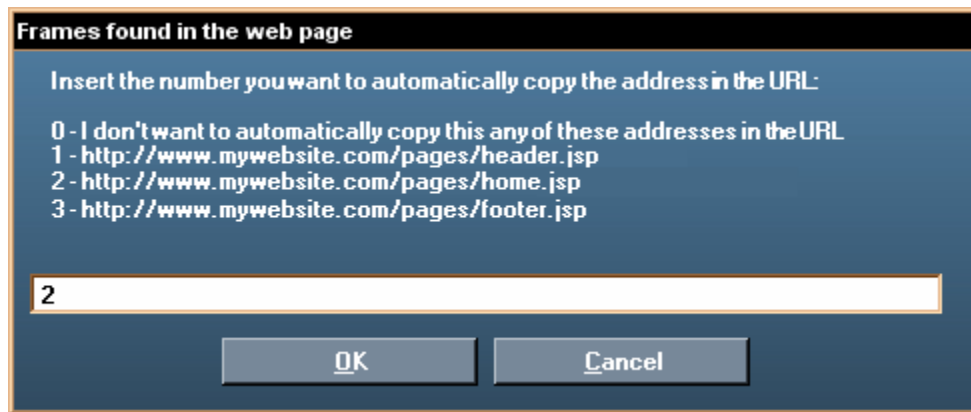 Frames found in the web page
Insert the number you want to automatically copy the address in the URL:
0 - I don't want to automatically copy this any of these addresses in the URL
1 - http://www.mywebsite.com/pages/header.jsp
2 - http://www.mywebsite.com/pages/home.jsp
3 - http://www.mywebsite.com/pages/footer.jsp
2
OK Cancel